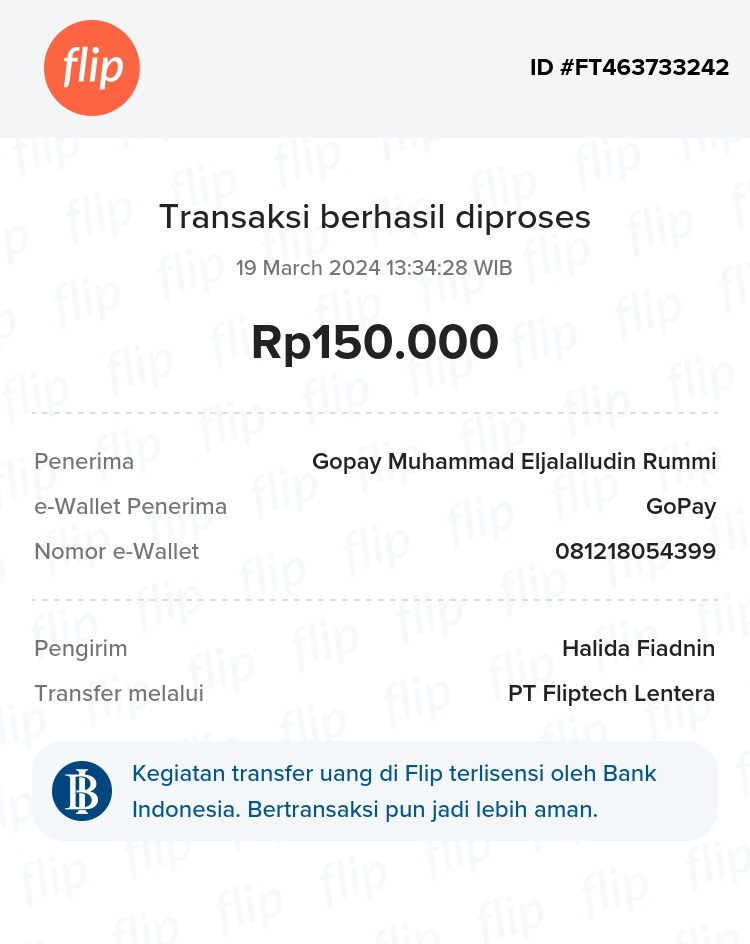 flip
ID #FT463733242
Transaksi berhasil diproses
19 March 2024 13:34:28 WIB
Rp150.000
Penerima Gopay Muhammad Eljalalludin Rummi
e-Wallet Penerima GoPay
Nomor e-Wallet 081218054399
Pengirim Halida Fiadnin
Transfer melalui PT Fliptech Lentera
Kegiatan transfer uang di Flip terlisensi oleh Bank
Indonesia. Bertransaksi pun jadi lebih aman.